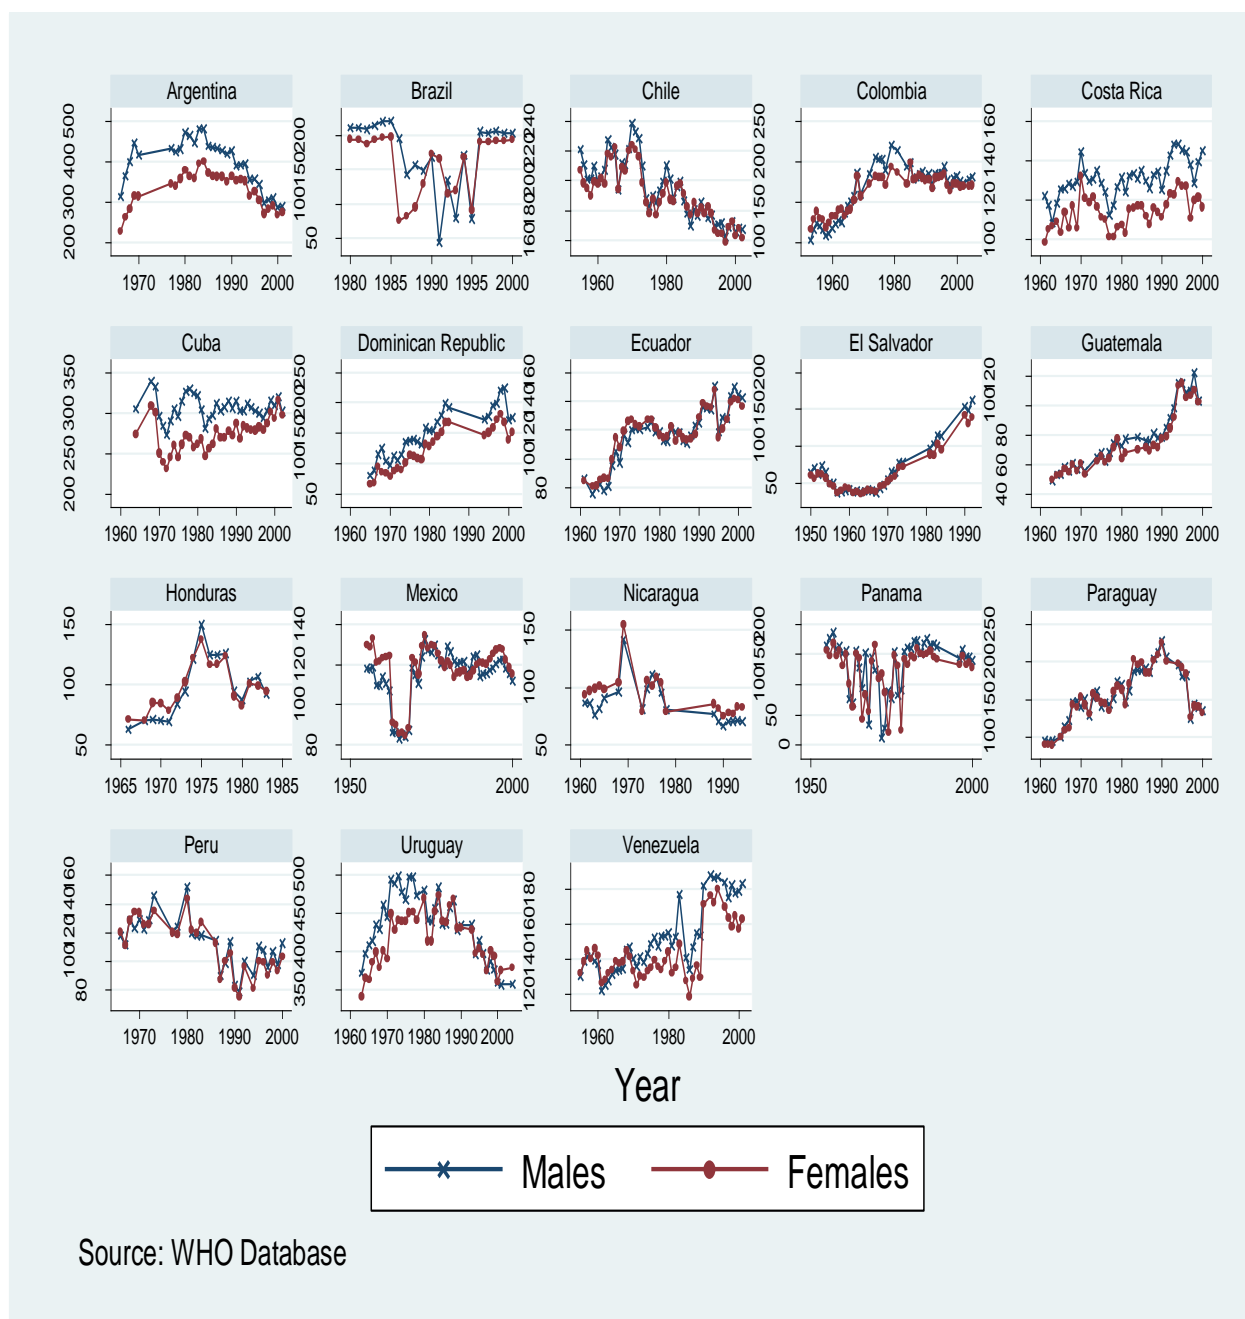 Argentina Brazil Chile Colombia Costa Rica
200 300 400 500
50 100 150 200
160 180 200 220 240
100 150 200 250
100 120 140 160
1970 1980 1990 2000
1980 1985 1990 1995 2000
1960 1980 2000
1960 1980 2000
1960 1970 1980 1990 2000
Cuba Dominican Republic Ecuador El Salvador Guatemala
200 250 300 350
50 100 150 200 250
80 100 120 140 160
50 100 150 200
40 60 80 100 120
1960 1970 1980 1990 2000
1960 1970 1980 1990 2000
1960 1970 1980 1990 2000
1950 1960 1970 1980 1990
1960 1970 1980 1990 2000
Honduras Mexico Nicaragua Panama Paraguay
50 100 150
80 100 120 140
50 100 150
0 50 100 150 200
100 150 200 250
1965 1970 1975 1980 1985
1950 2000
1960 1970 1980 1990
1950 2000
1960 1970 1980 1990 2000
Peru Uruguay Venezuela
80 100 120 140 160
350 400 450 500
120 140 160 180
1970 1980 1990 2000
1960 1970 1980 1990 2000
1960 1980 2000
Year
Males Females
Source: WHO Database